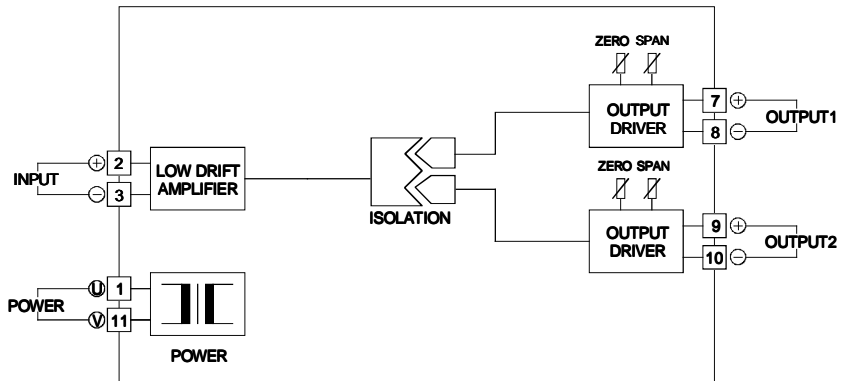 ZERO SPAN
OUTPUT
DRIVER
7
+
8
−
OUTPUT1
INPUT
+
2
−
3
LOW DRIFT
AMPLIFIER
ISOLATION
ZERO SPAN
OUTPUT
DRIVER
9
+
10
−
OUTPUT2
POWER
U
1
V
11
POWER